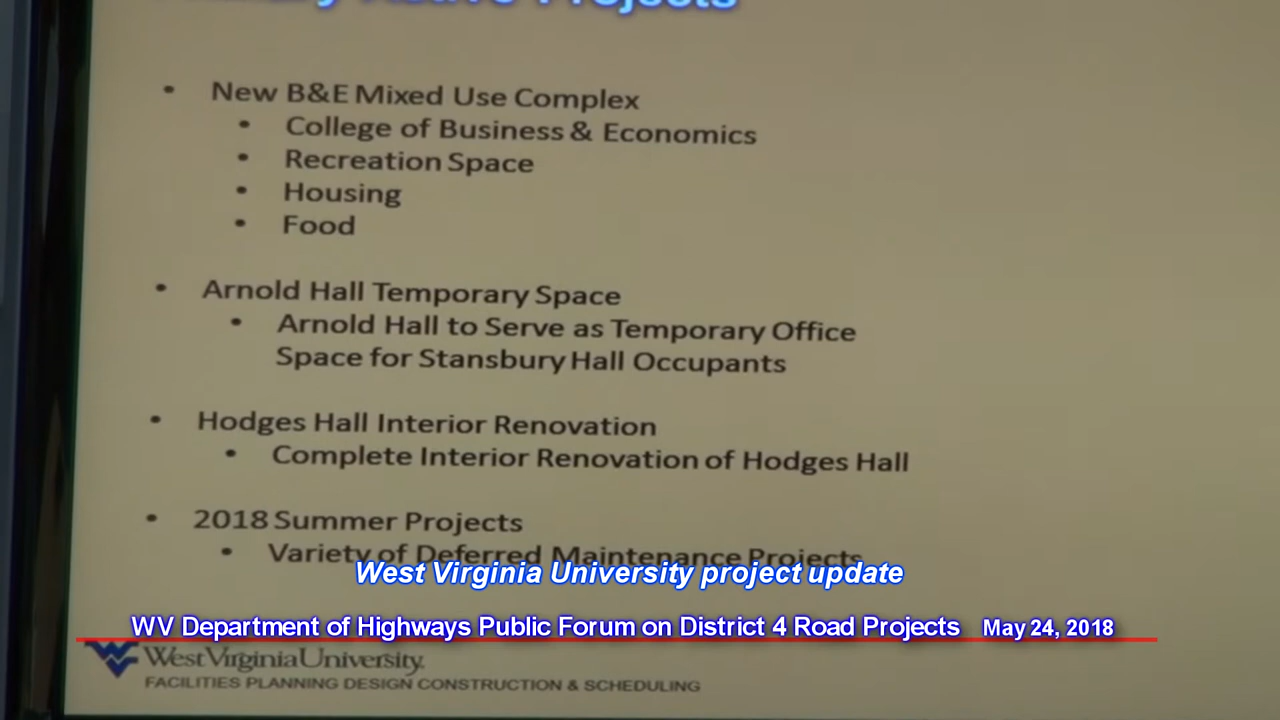 Projects
• New B&E Mixed Use Complex
• College of Business & Economics
• Recreation Space
• Housing
• Food
• Arnold Hall Temporary Space
• Arnold Hall to Serve as Temporary Office
Space for Stansbury Hall Occupants
• Hodges Hall Interior Renovation
• Complete Interior Renovation of Hodges Hall
• 2018 Summer Projects
• Variety of Deferred Maintenance Projects
West Virginia University project update
WV Department of Highways Public Forum on District 4 Road Projects May 24, 2018
West Virginia University.
FACILITIES PLANNING DESIGN CONSTRUCTION & SCHEDULING